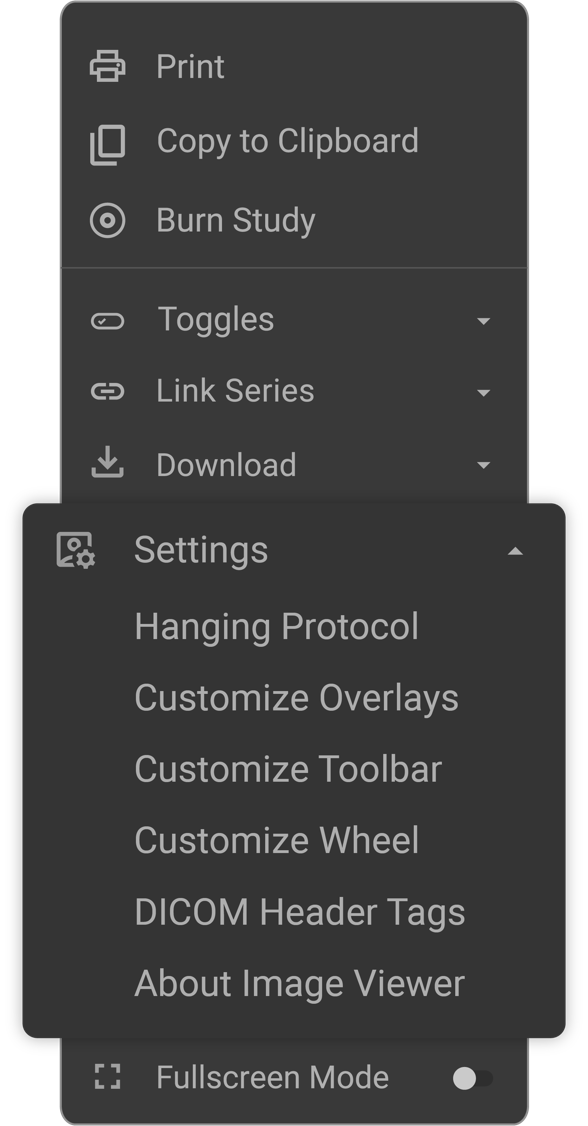 Print
Copy to Clipboard
Burn Study
Toggles
Link Series
Download
Settings
Hanging Protocol
Customize Overlays
Customize Toolbar
Customize Wheel
DICOM Header Tags
About Image Viewer
Fullscreen Mode